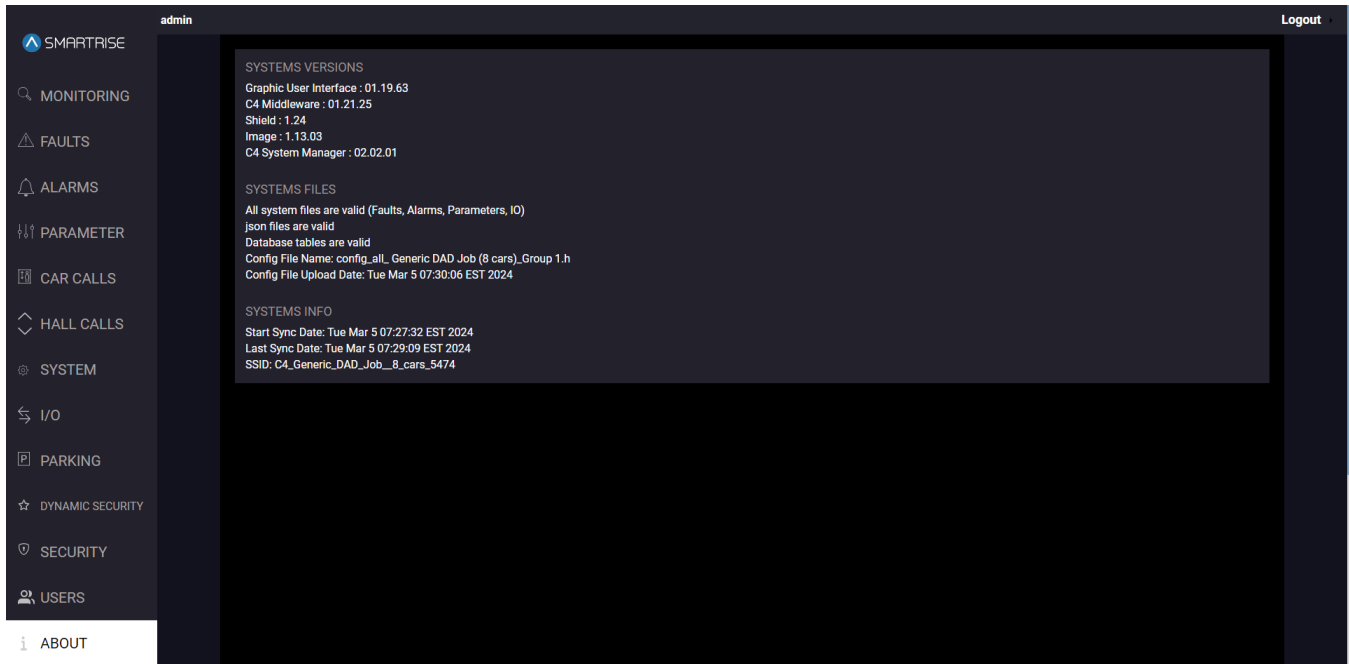 admin
Logout
SMARTRISE
MONITORING
FAULTS
ALARMS
PARAMETER
CAR CALLS
HALL CALLS
SYSTEM
I/O
PARKING
DYNAMIC SECURITY
SECURITY
USERS
ABOUT
SYSTEMS VERSIONS
Graphic User Interface : 01.19.63
C4 Middleware : 01.21.25
Shield : 1.24
Image : 1.13.03
C4 System Manager : 02.02.01
SYSTEMS FILES
All system files are valid (Faults, Alarms, Parameters, IO)
json files are valid
Database tables are valid
Config File Name: config_all_ Generic DAD Job (8 cars)_Group 1.h
Config File Upload Date: Tue Mar 5 07:30:06 EST 2024
SYSTEMS INFO
Start Sync Date: Tue Mar 5 07:27:32 EST 2024
Last Sync Date: Tue Mar 5 07:29:09 EST 2024
SSID: C4_Generic_DAD_Job__8_cars_5474